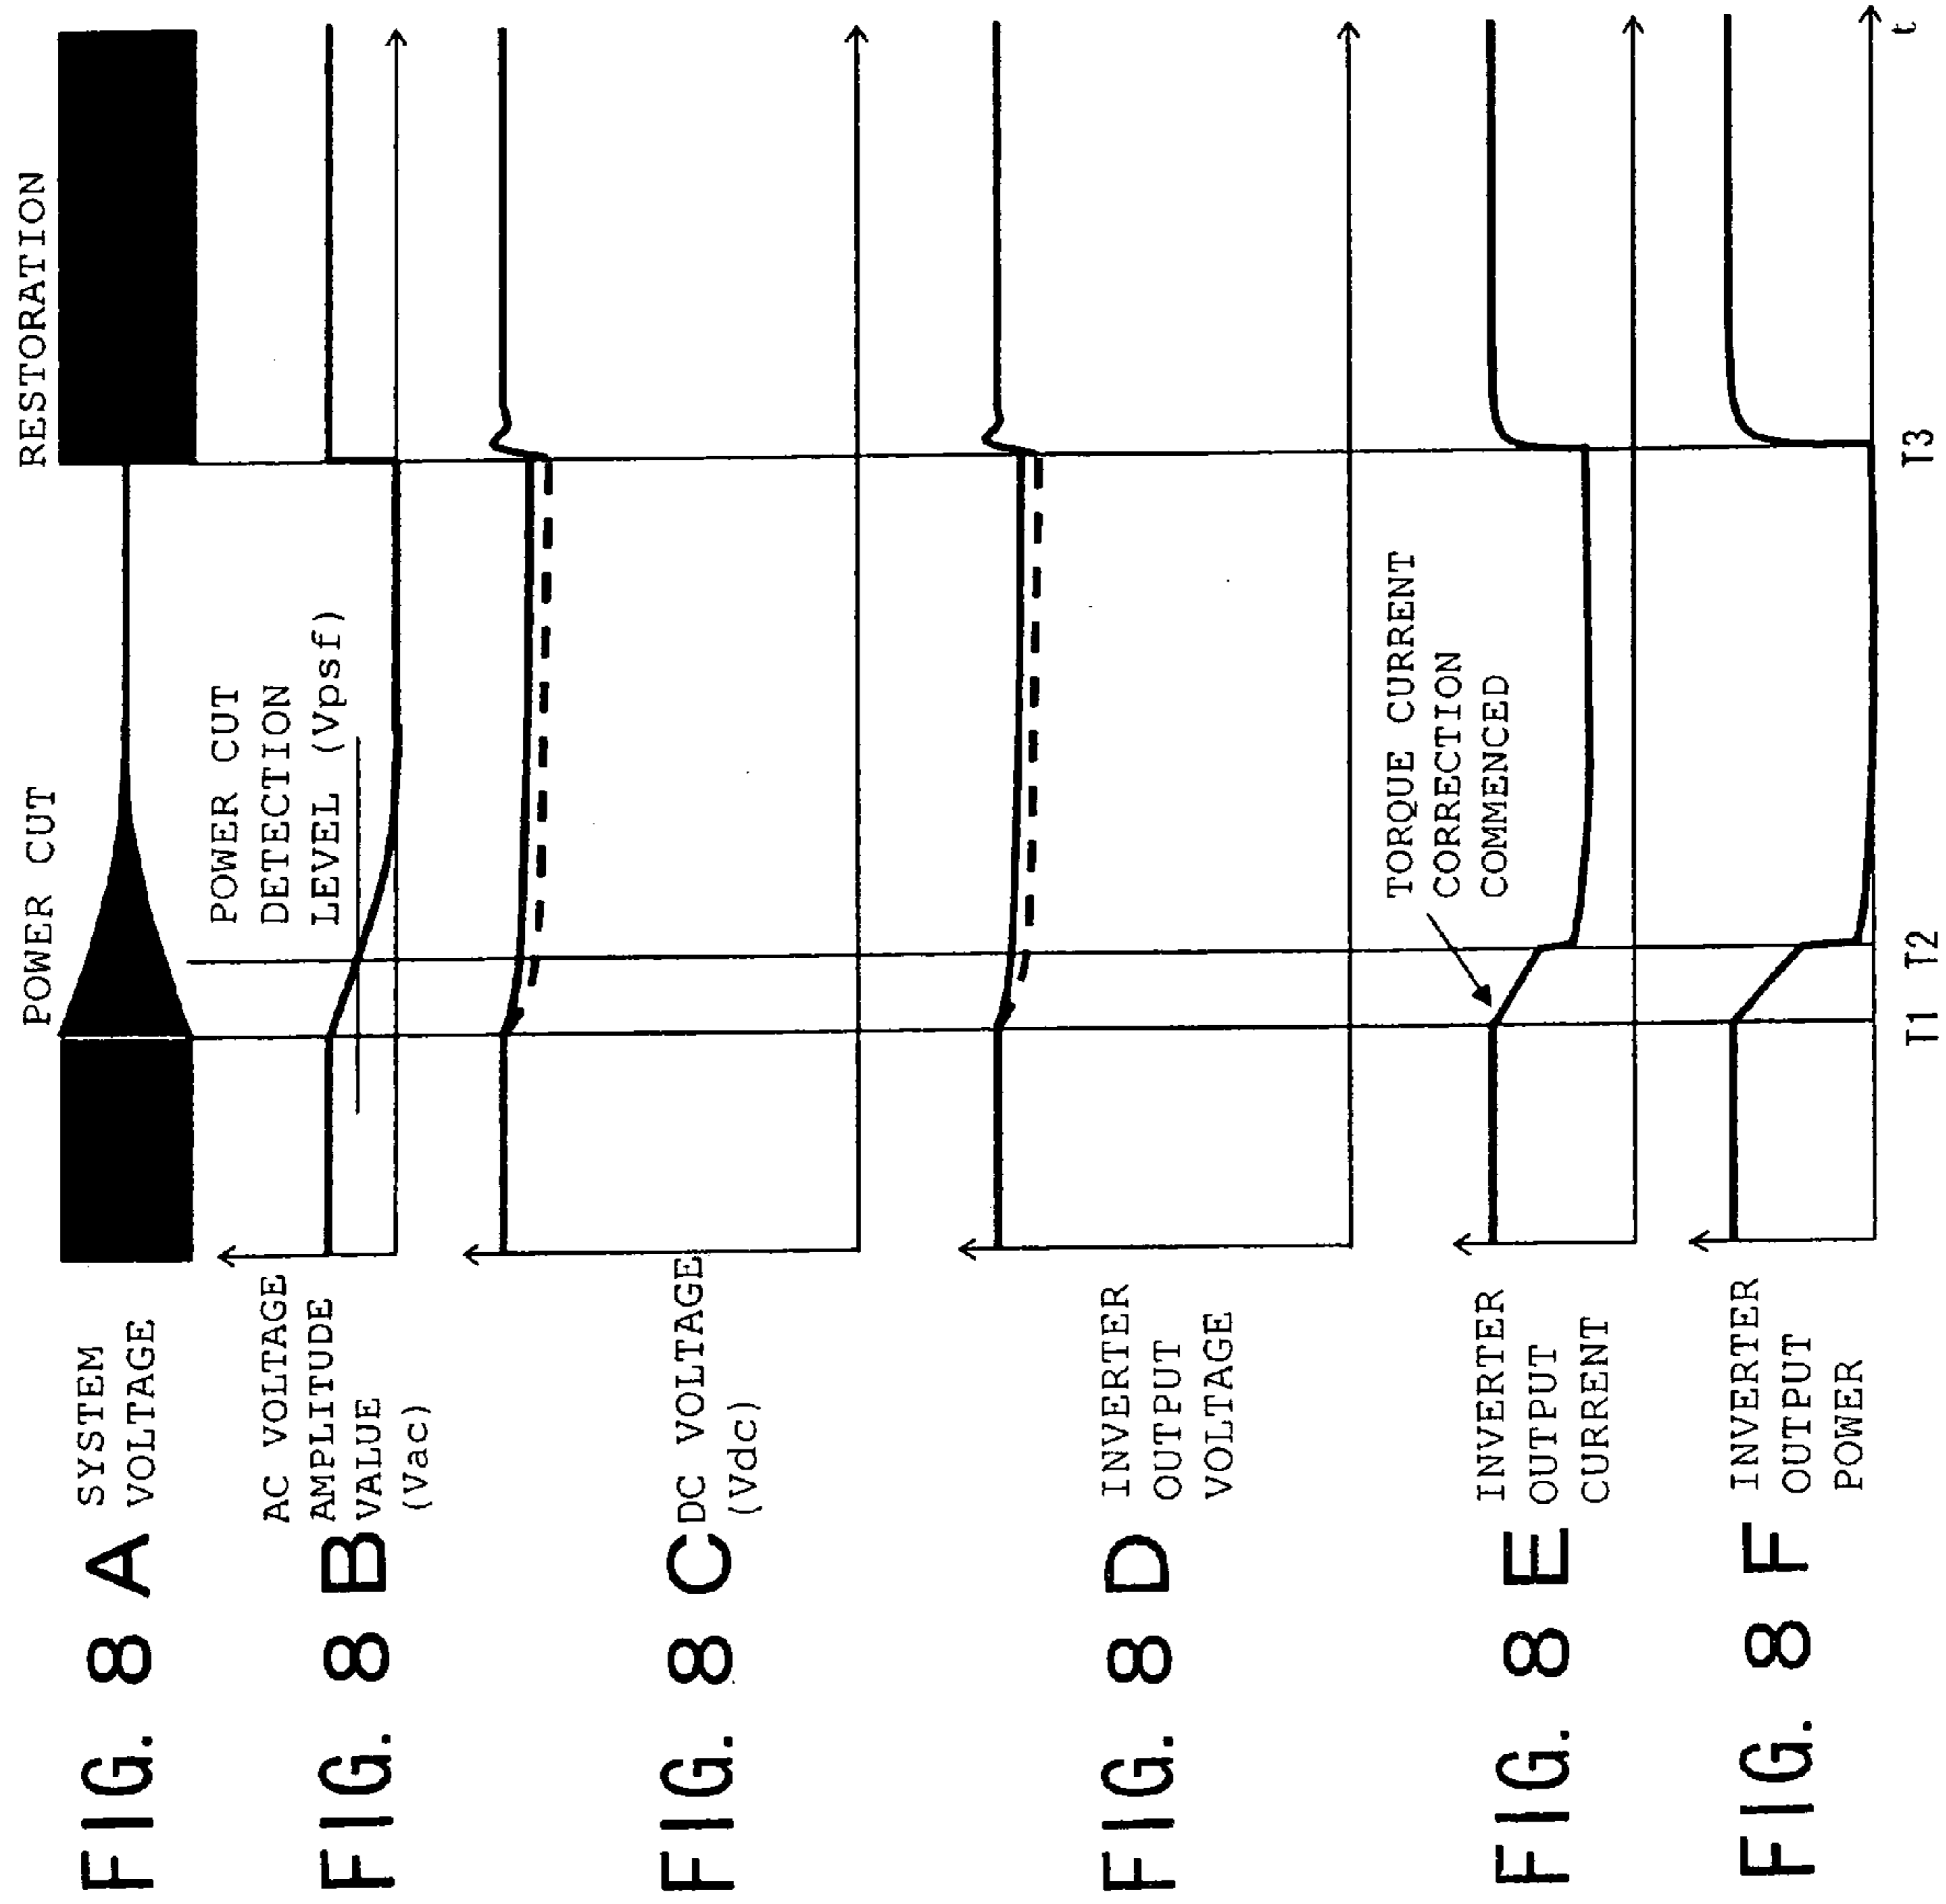 POWER CUT
RESTORATION
FIG. 8 A
SYSTEM
VOLTAGE
FIG. 8 B
AC VOLTAGE
AMPLITUDE
VALUE
(Vac)
POWER CUT
DETECTION
LEVEL (Vpsf)
FIG. 8 C
DC VOLTAGE
(Vdc)
FIG. 8 D
INVERTER
OUTPUT
VOLTAGE
FIG. 8 E
INVERTER
OUTPUT
CURRENT
TORQUE CURRENT
CORRECTION
COMMENCED
FIG. 8 F
INVERTER
OUTPUT
POWER
T1 T2 T3 t